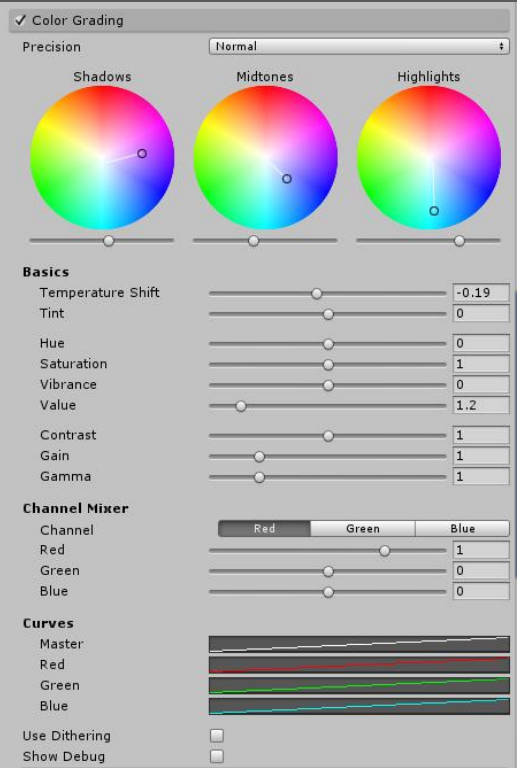 Color Grading
Precision Normal
Shadows Midtones Highlights
Basics
Temperature Shift -0.19
Tint 0
Hue 0
Saturation 1
Vibrance 0
Value 1.2
Contrast 1
Gain 1
Gamma 1
Channel Mixer
Channel Red Green Blue
Red 1
Green 0
Blue 0
Curves
Master
Red
Green
Blue
Use Dithering
Show Debug